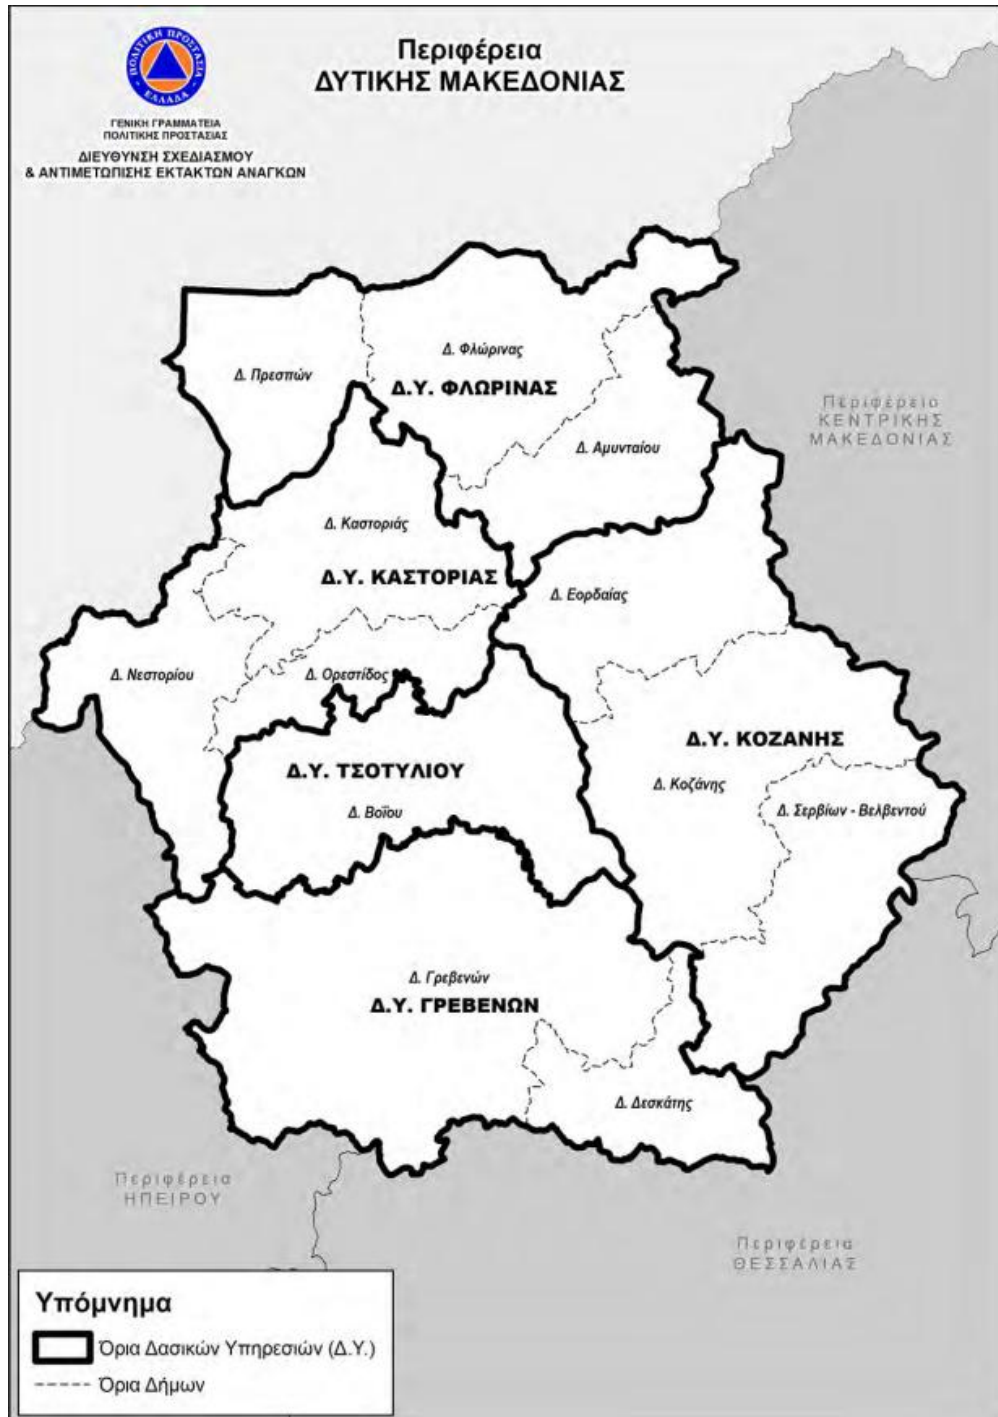 ΠΟΛΙΤΙΚΗ ΠΡΟΣΤΑΣΙΑ
ΕΛΛΑΔΑ
ΓΕΝΙΚΗ ΓΡΑΜΜΑΤΕΙΑ
ΠΟΛΙΤΙΚΗΣ ΠΡΟΣΤΑΣΙΑΣ
ΔΙΕΥΘΥΝΣΗ ΣΧΕΔΙΑΣΜΟΥ
& ΑΝΤΙΜΕΤΩΠΙΣΗΣ ΕΚΤΑΚΤΩΝ ΑΝΑΓΚΩΝ
Περιφέρεια
ΔΥΤΙΚΗΣ ΜΑΚΕΔΟΝΙΑΣ
Δ. Φλώρινας
Δ. Πρεσπών
Δ.Υ. ΦΛΩΡΙΝΑΣ
Περιφέρεια
ΚΕΝΤΡΙΚΗΣ
ΜΑΚΕΔΟΝΙΑΣ
Δ. Αμυνταίου
Δ. Καστοριάς
Δ.Υ. ΚΑΣΤΟΡΙΑΣ
Δ. Εορδαίας
Δ. Νεστορίου
Δ. Ορεστίδος
Δ.Υ. ΚΟΖΑΝΗΣ
Δ.Υ. ΤΣΟΤΥΛΙΟΥ
Δ. Κοζάνης
Δ. Βοΐου
Δ. Σερβίων - Βελβεντού
Δ. Γρεβενών
Δ.Υ. ΓΡΕΒΕΝΩΝ
Δ. Δεσκάτης
Περιφέρεια
ΗΠΕΙΡΟΥ
Περιφέρεια
ΘΕΣΣΑΛΙΑΣ
Υπόμνημα
Όρια Δασικών Υπηρεσιών (Δ.Υ.)
Όρια Δήμων